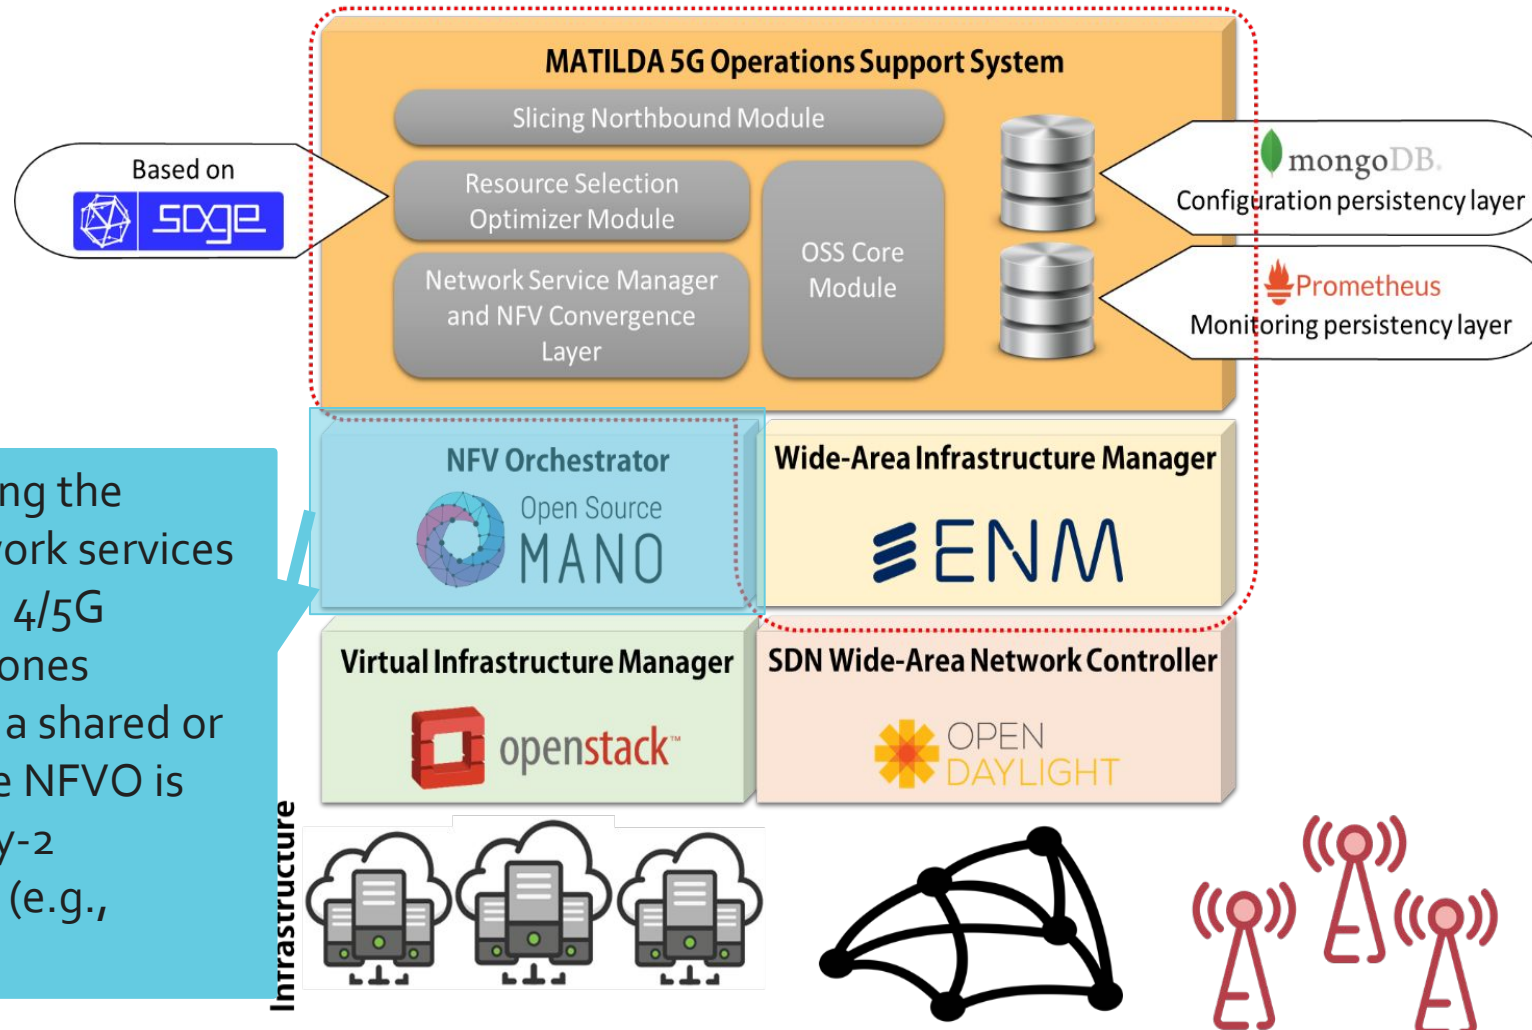 MATILDA 5G Operations Support System
Slicing Northbound Module
Based on
Resource Selection
Optimizer Module
OSS Core
Module
Network Service Manager
and NFV Convergence
Layer
mongoDB.
Configuration persistency layer
Prometheus
Monitoring persistency layer
NFV Orchestrator
Open Source
MANO
Wide-Area Infrastructure Manager
ENM
ing the
work services
4/5G
ones
a shared or
e NFVO is
y-2
(e.g.,
Virtual Infrastructure Manager
openstack™
SDN Wide-Area Network Controller
OPEN
DAYLIGHT
Infrastructure